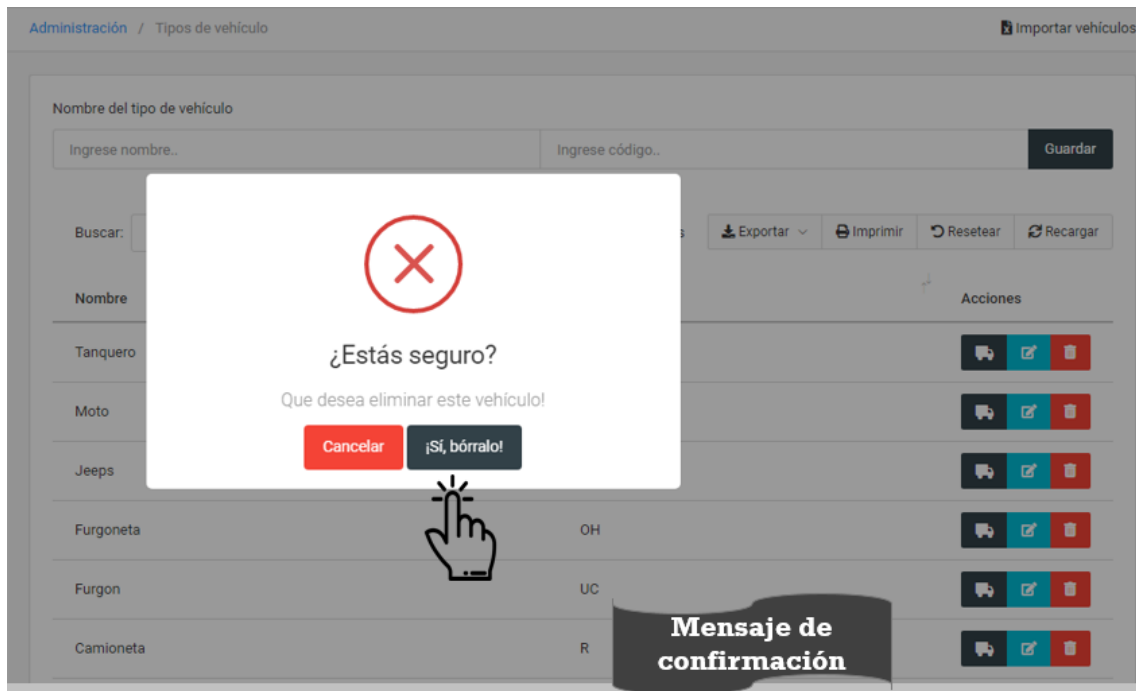 Administración / Tipos de vehículo
Importar vehículos
Nombre del tipo de vehículo
Ingrese nombre..
Ingrese código..
Guardar
Buscar:
Exportar
Imprimir
Resetear
Recargar
Nombre
Acciones
Tanquero
Moto
Jeeps
¿Estás seguro?
Que desea eliminar este vehículo!
Cancelar
¡Sí, bórralo!
Furgoneta OH
Furgon UC
Camioneta R
Mensaje de
confirmación